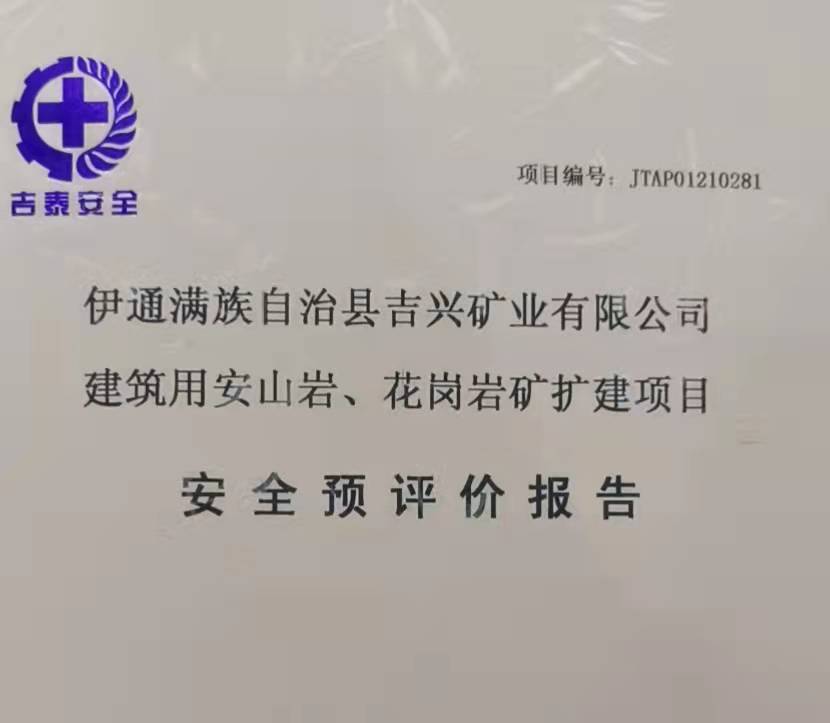 吉泰安全
项目编号：JTAP01210281
伊通满族自治县吉兴矿业有限公司
建筑用安山岩、花岗岩矿扩建项目
安全预评价报告